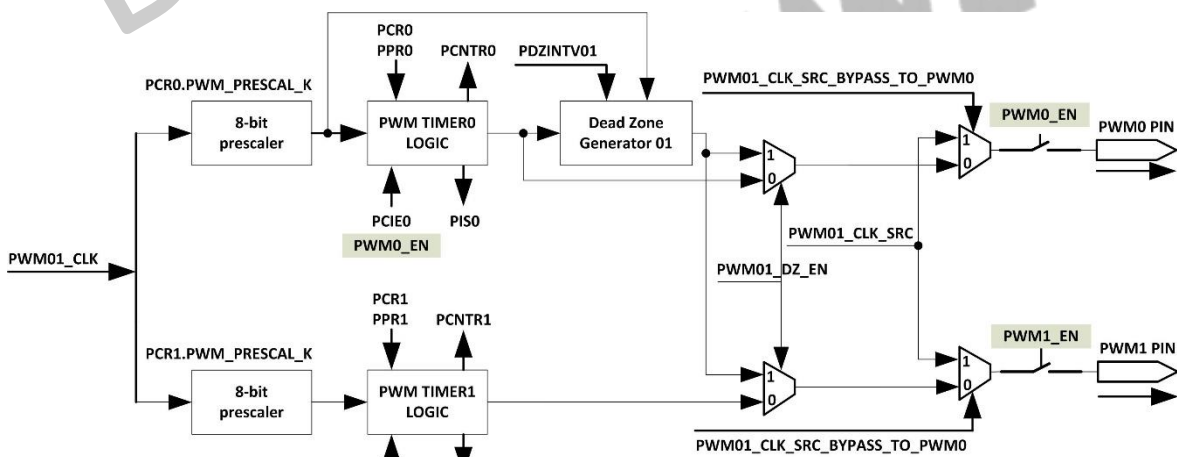 PCR0
PPR0
PCNTR0
PDZINTV01
PWM01_CLK_SRC_BYPASS_TO_PWM0
PCR0.PWM_PRESCAL_K
8-bit
prescaler
PWM TIMER0
LOGIC
Dead Zone
Generator 01
1
0
1
0
PWM0_EN
PWM0 PIN
PCIE0
PIS0
PWM0_EN
PWM01_CLK
PWM01_CLK_SRC
PWM01_DZ_EN
PCR1
PPR1
PCNTR1
PCR1.PWM_PRESCAL_K
8-bit
prescaler
PWM TIMER1
LOGIC
1
0
1
0
PWM1_EN
PWM1 PIN
PWM01_CLK_SRC_BYPASS_TO_PWM0